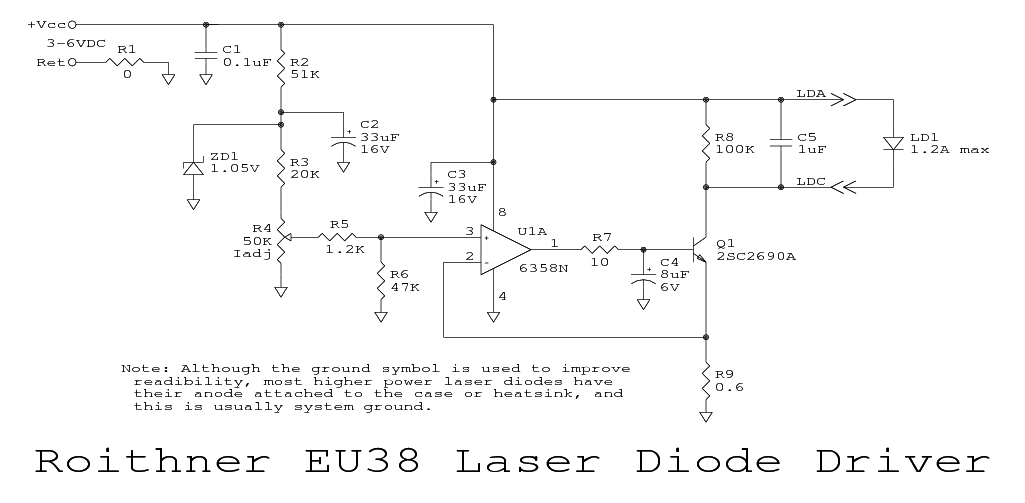 +Vcc
3-6VDC
Ret
R1
0
C1
0.1uF
R2
51K
C2
33uF
16V
ZD1
1.05V
R3
20K
R4
50K
Iadj
R5
1.2K
R6
47K
C3
33uF
16V
8
3
+
2
-
U1A
1
6358N
4
R7
10
C4
8uF
6V
Q1
2SC2690A
R8
100K
C5
1uF
LDA
LDC
LD1
1.2A max
R9
0.6
Note: Although the ground symbol is used to improve
readibility, most higher power laser diodes have
their anode attached to the case or heatsink, and
this is usually system ground.
Roithner EU38 Laser Diode Driver